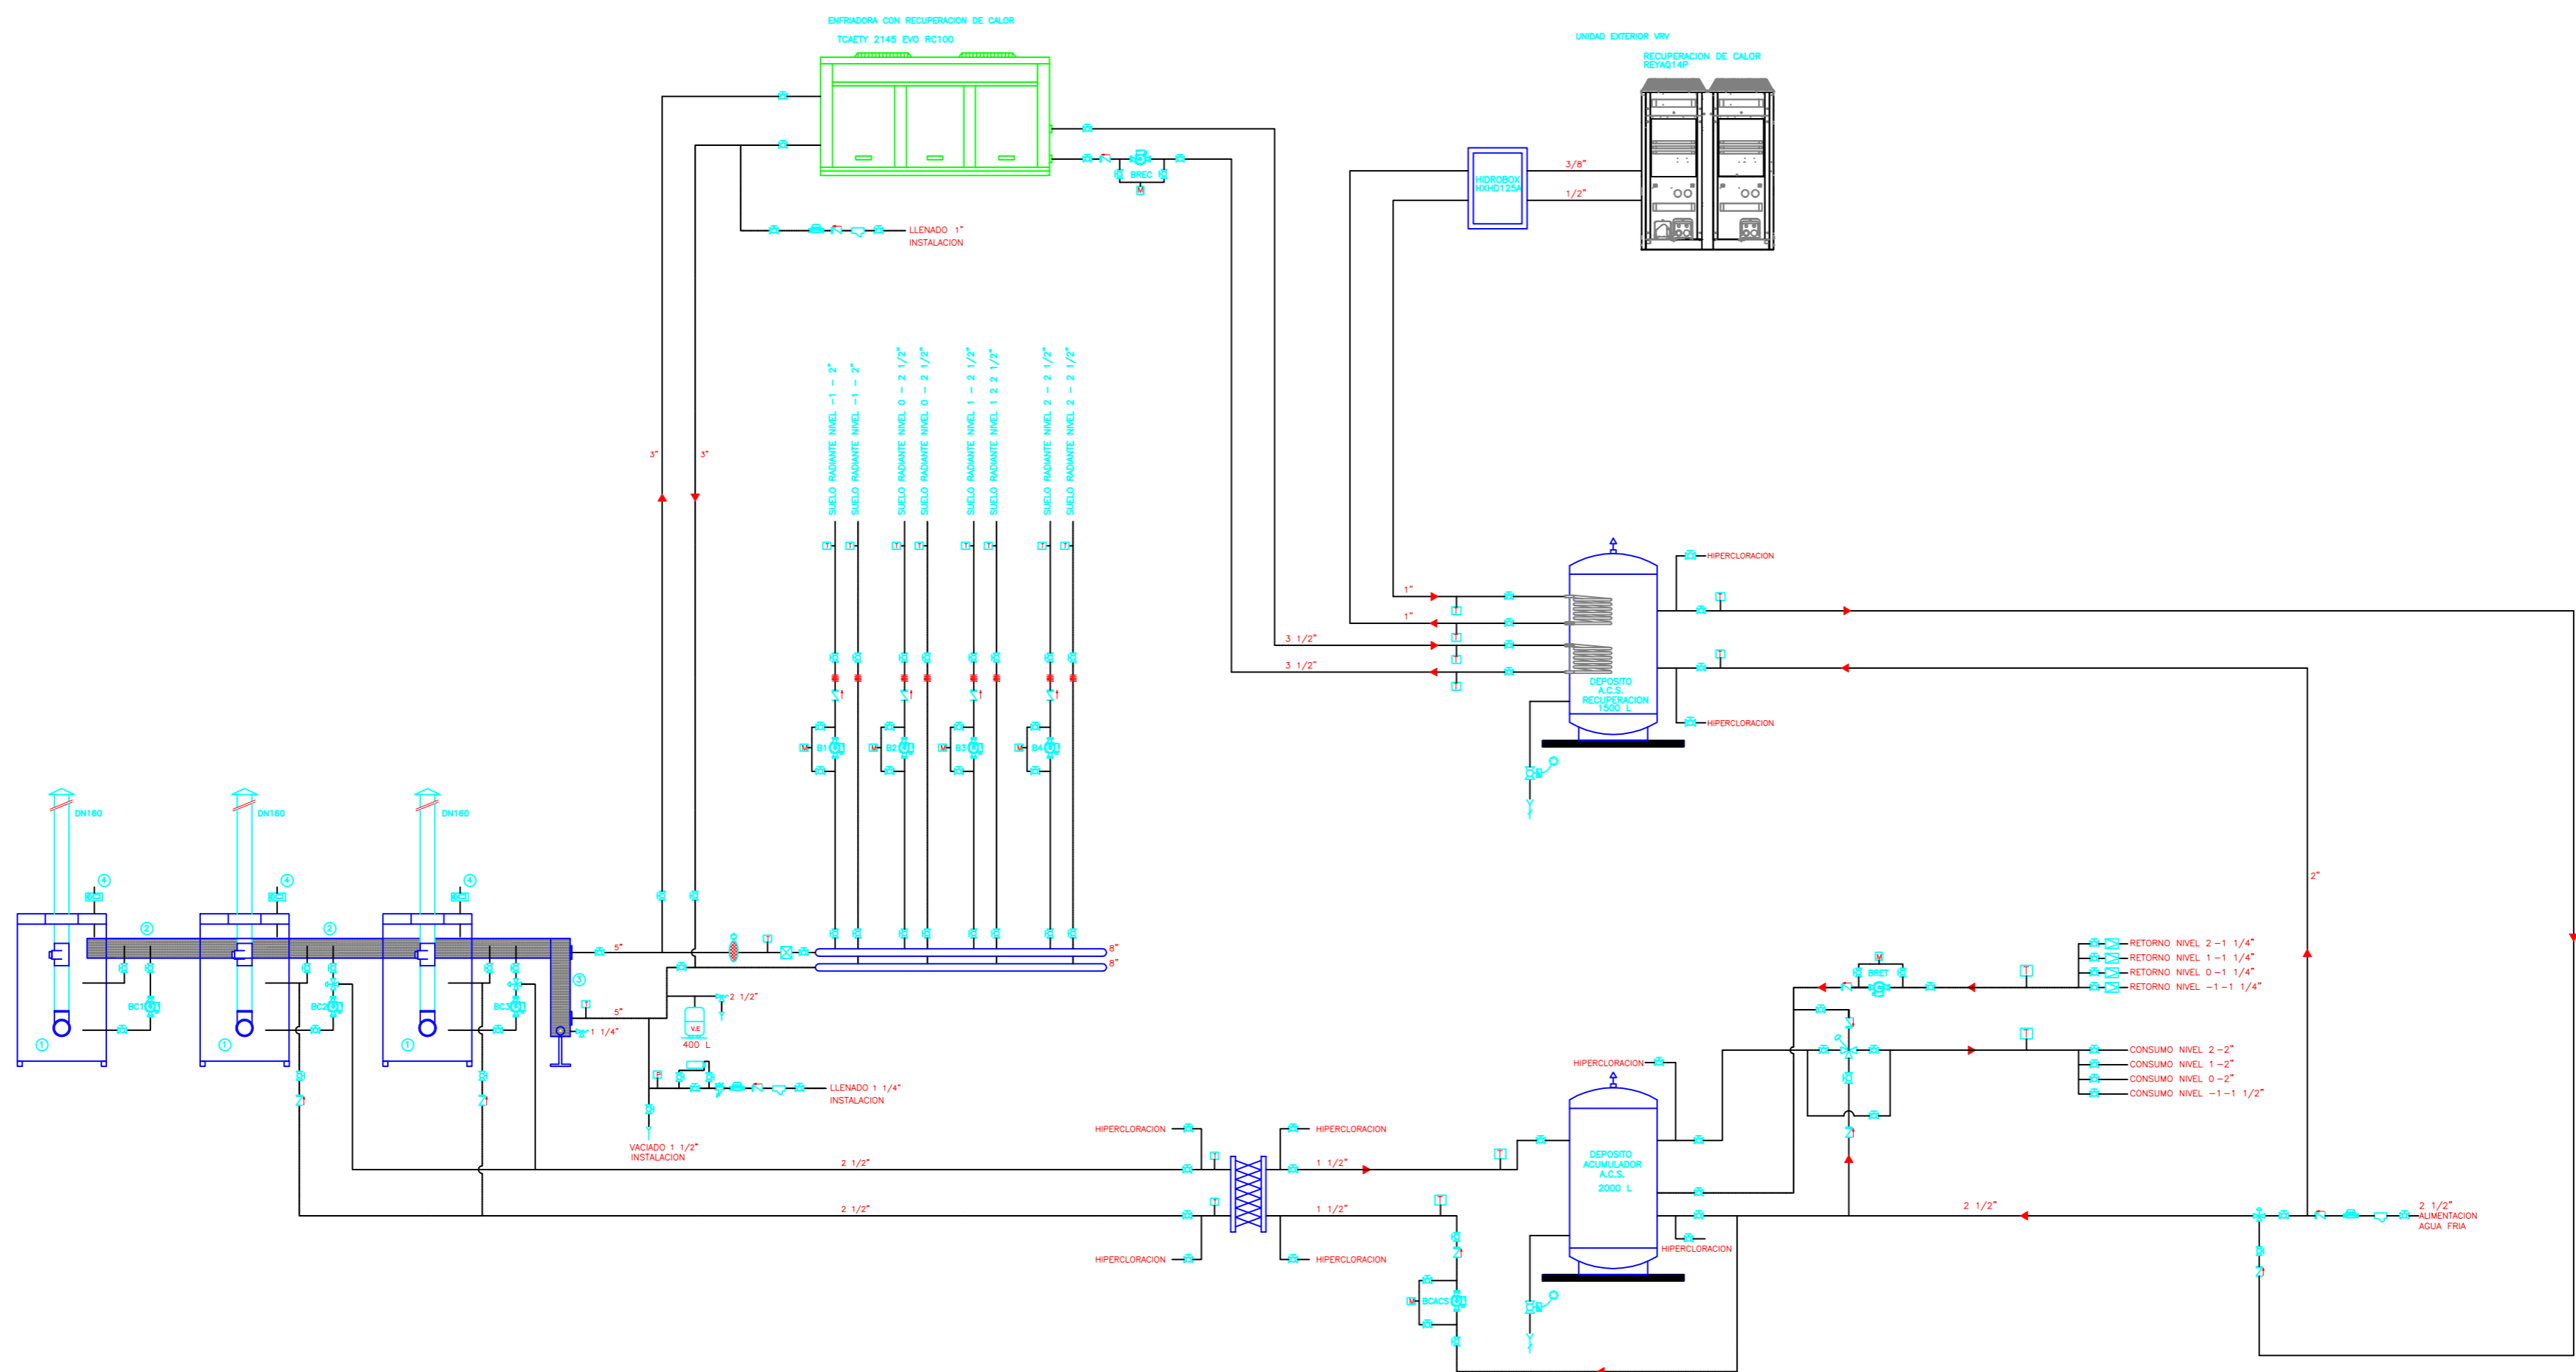 ENFRIADORA CON RECUPERACION DE CALOR
TCAETY 2145 EVO RC100
UNIDAD EXTERIOR VRV
RECUPERACION DE CALOR
REYAQ14P
HIDROBOX
HXHD125A
3/8"
1/2"
BREC
M
LLENADO 1"
INSTALACION
SUELO RADIANTE NIVEL -1 - 2"
SUELO RADIANTE NIVEL -1 - 2"
SUELO RADIANTE NIVEL 0 - 2 1/2"
SUELO RADIANTE NIVEL 0 - 2 1/2"
SUELO RADIANTE NIVEL 1 - 2 1/2"
SUELO RADIANTE NIVEL 1 2 2 1/2"
SUELO RADIANTE NIVEL 2 - 2 1/2"
SUELO RADIANTE NIVEL 2 - 2 1/2"
3"
3"
T
T
T
T
T
T
T
T
M
B1
M
B2
M
B3
M
B4
HIPERCLORACION
1"
T
T
1"
T
3 1/2"
T
3 1/2"
T
T
DEPOSITO
A.C.S.
RECUPERACION
1500 L
HIPERCLORACION
DN160
DN160
DN160
4
4
4
2
2
3
BC1
BC2
BC3
1
1
1
5"
T
8"
8"
T
5"
1 1/4"
2 1/2"
V.E
400 L
P
LLENADO 1 1/4"
INSTALACION
VACIADO 1 1/2"
INSTALACION
2"
RETORNO NIVEL 2-1 1/4"
RETORNO NIVEL 1-1 1/4"
RETORNO NIVEL 0-1 1/4"
RETORNO NIVEL -1-1 1/4"
M
BRET
T
T
CONSUMO NIVEL 2-2"
CONSUMO NIVEL 1-2"
CONSUMO NIVEL 0-2"
CONSUMO NIVEL -1-1 1/2"
HIPERCLORACION
HIPERCLORACION
HIPERCLORACION
2 1/2"
T
1 1/2"
T
DEPOSITO
ACUMULADOR
A.C.S.
2000 L
2 1/2"
T
1 1/2"
T
2 1/2"
2 1/2"
ALIMENTACION
AGUA FRIA
HIPERCLORACION
HIPERCLORACION
HIPERCLORACION
M
BCACS